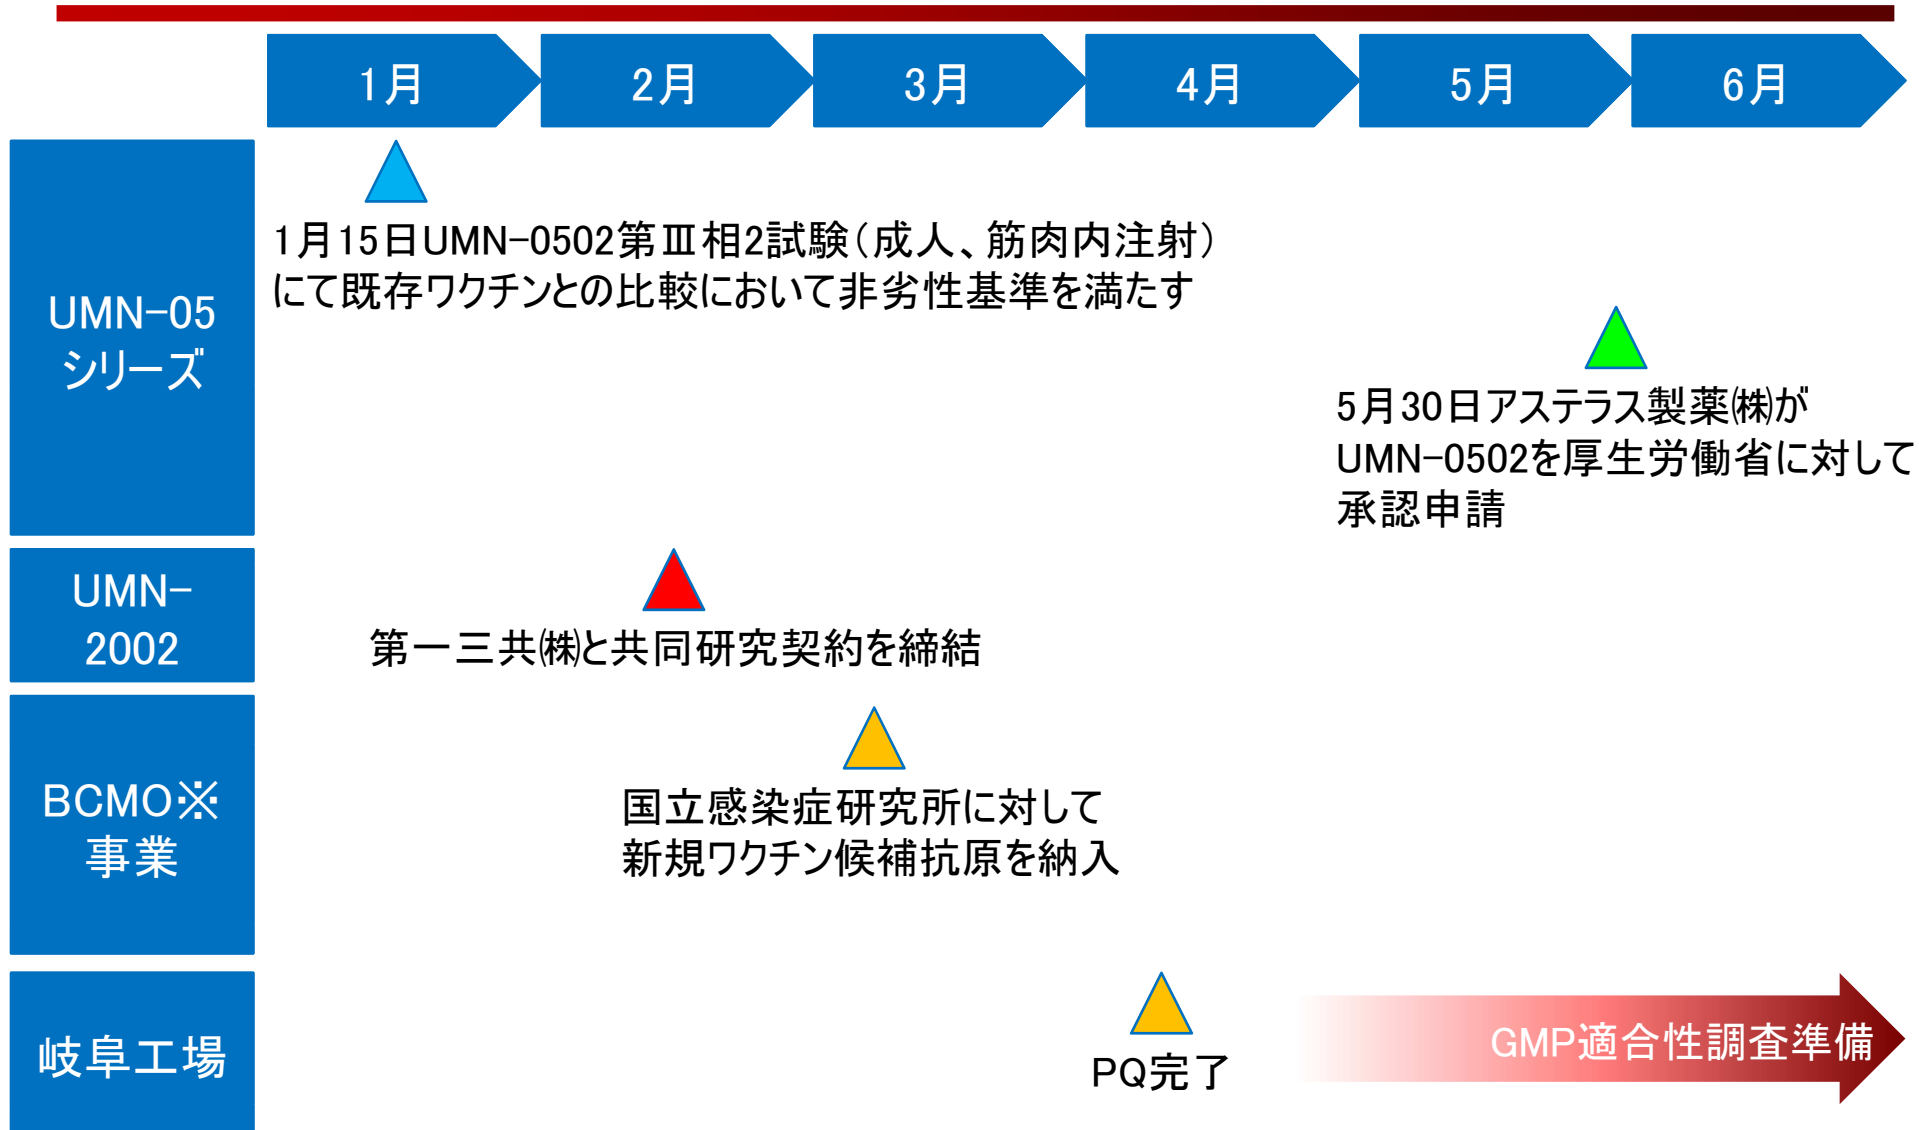 1月
2月
3月
4月
5月
6月
UMN-05
シリーズ
1月15日UMN-0502第Ⅲ相2試験(成人、筋肉内注射)
にて既存ワクチンとの比較において非劣性基準を満たす
5月30日アステラス製薬㈱が
UMN-0502を厚生労働省に対して
承認申請
UMN-
2002
第一三共㈱と共同研究契約を締結
BCMO※
事業
国立感染症研究所に対して
新規ワクチン候補抗原を納入
岐阜工場
PQ完了
GMP適合性調査準備